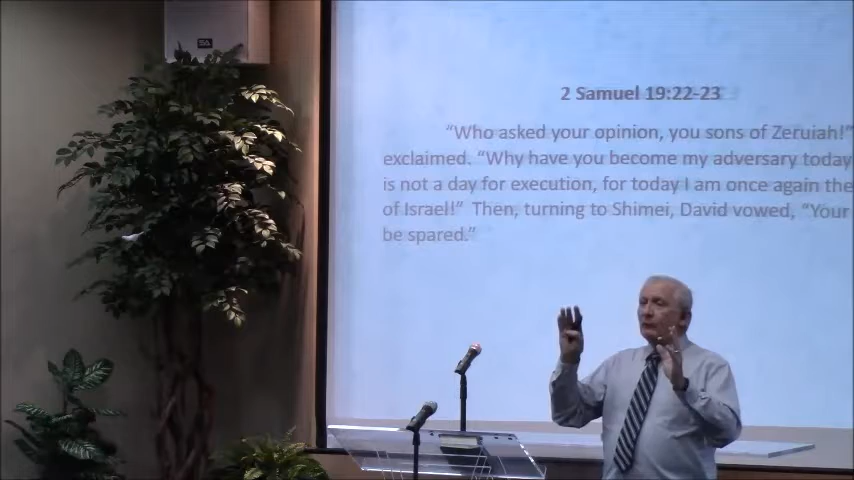 2 Samuel 19:22-23
“Who asked your opinion, you sons of Zeruiah!”
exclaimed. “Why have you become my adversary today
is not a day for execution, for today I am once again the
of Israel!” Then, turning to Shimei, David vowed, “Your
be spared.”